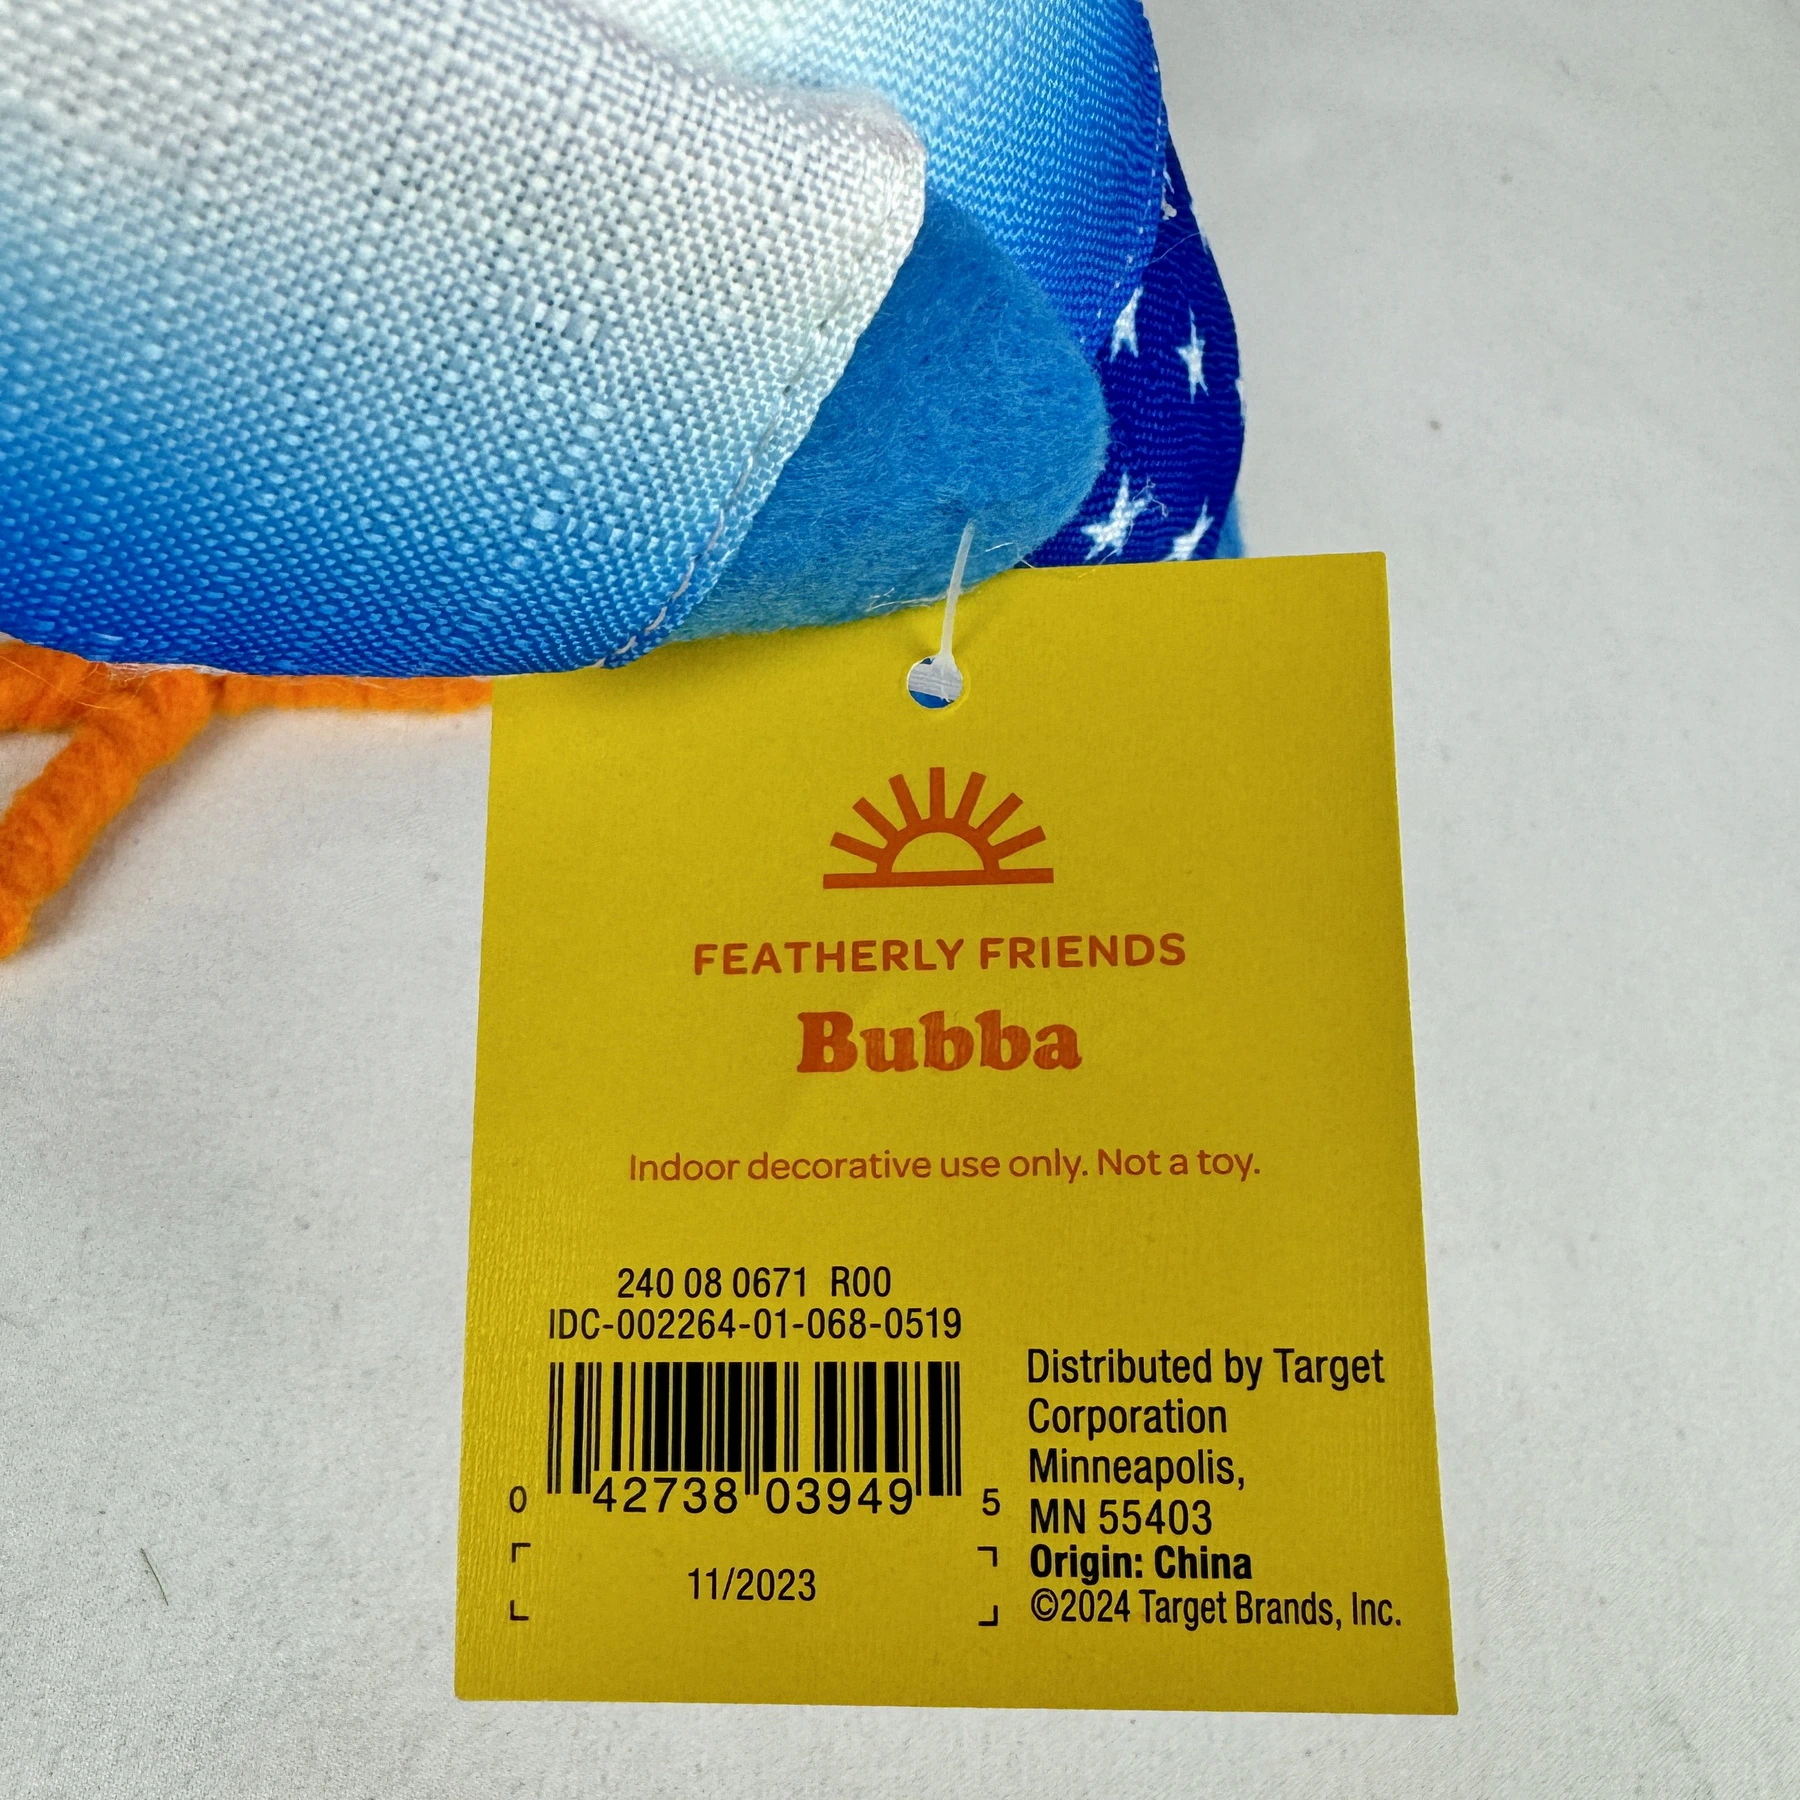 FEATHERLY FRIENDS
Bubba
Indoor decorative use only. Not a toy.
240 08 0671 R00
IDC-002264-01-068-0519
0 42738 03949 5
11/2023
Distributed by Target
Corporation
Minneapolis,
MN 55403
Origin: China
©2024 Target Brands, Inc.